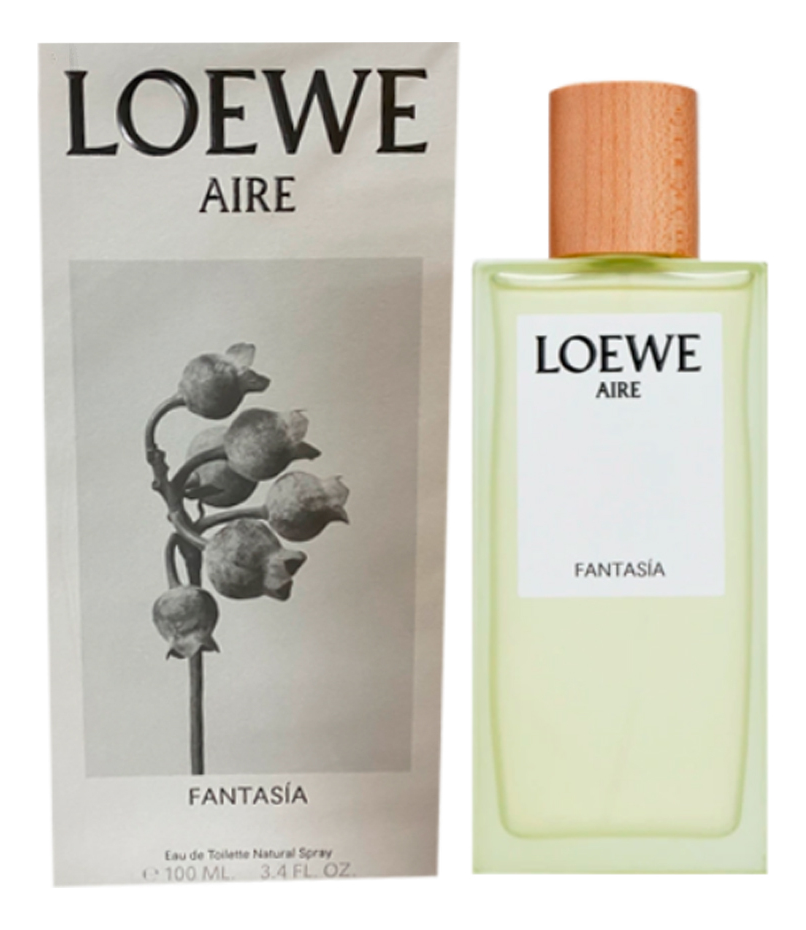 LOEWE
AIRE
FANTASÍA
Eau de Toilette Natural Spray
℮ 100 ML. 3.4 FL. OZ.
LOEWE
AIRE
FANTASÍA